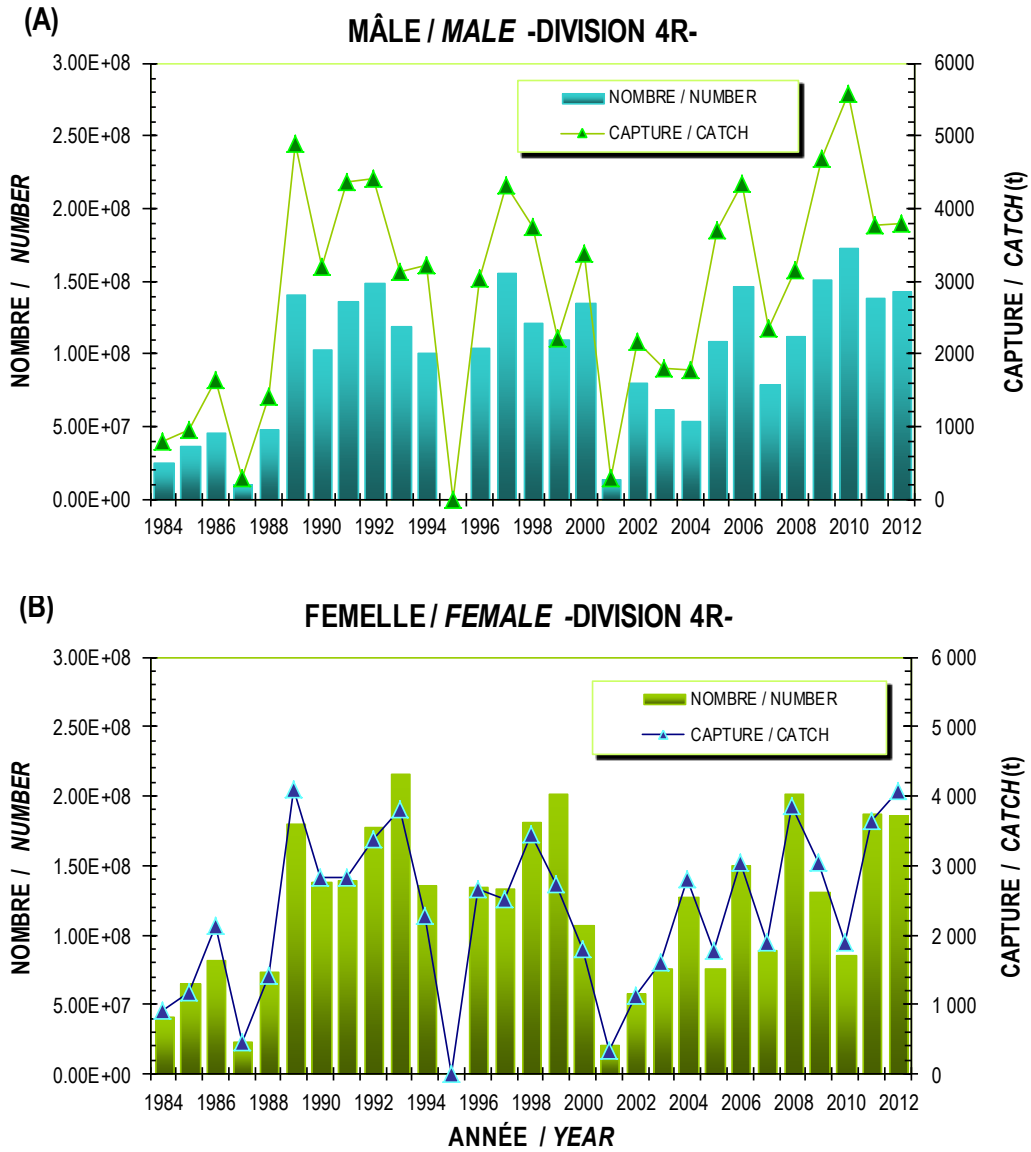 (A)
MÂLE / MALE -DIVISION 4R-
3.00E+08
2.50E+08
2.00E+08
1.50E+08
1.00E+08
5.00E+07
0.00E+00
NOMBRE / NUMBER
NOMBRE / NUMBER
CAPTURE / CATCH
6000
5000
4000
3000
2000
1000
0
CAPTURE / CATCH (t)
1984 1986 1988 1990 1992 1994 1996 1998 2000 2002 2004 2006 2008 2010 2012
(B)
FEMELLE / FEMALE -DIVISION 4R-
3.00E+08
2.50E+08
2.00E+08
1.50E+08
1.00E+08
5.00E+07
0.00E+00
NOMBRE / NUMBER
NOMBRE / NUMBER
CAPTURE / CATCH
6 000
5 000
4 000
3 000
2 000
1 000
0
CAPTURE / CATCH (t)
1984 1986 1988 1990 1992 1994 1996 1998 2000 2002 2004 2006 2008 2010 2012
ANNÉE / YEAR